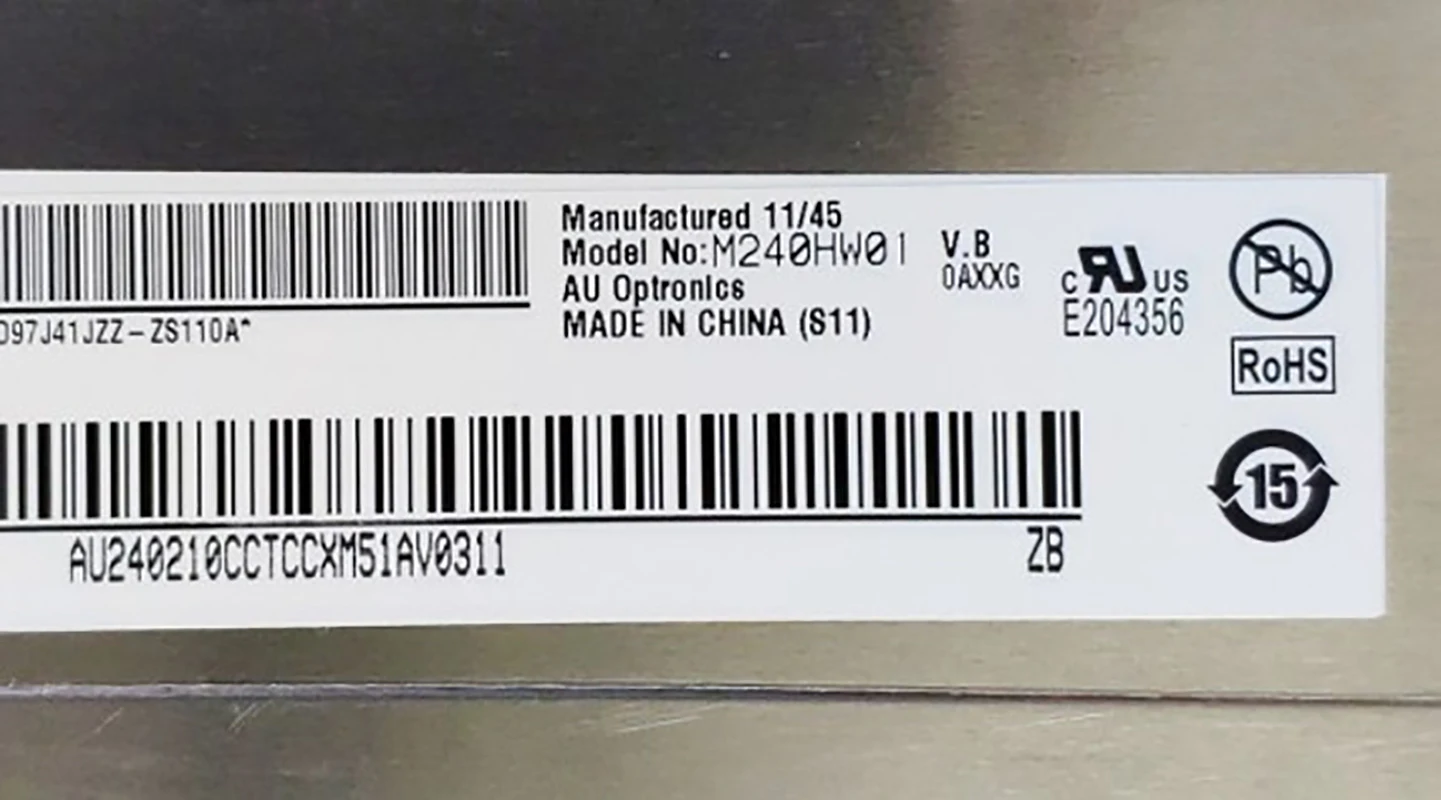 Manufactured 11/45
Model No:M240HW01 V.B
0AXXG
AU Optronics
MADE IN CHINA (S11)
c RU US
E204356
Pb
RoHS
D97J41JZZ-ZS110A*
15
AU240210CCTCCXM51AV0311 ZB